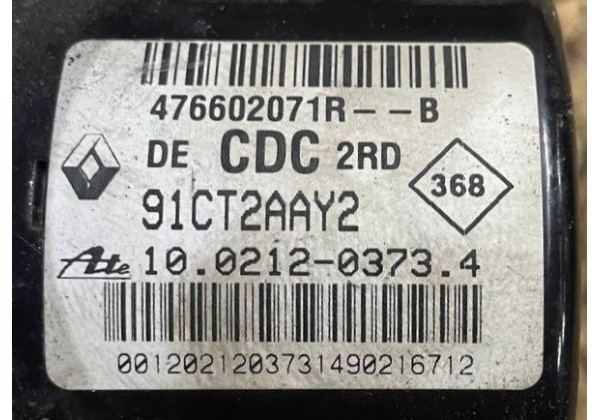 476602071R--B
DE CDC 2RD
368
91CT2AAY2
Ate 10.0212-0373.4
0012021203731490216712